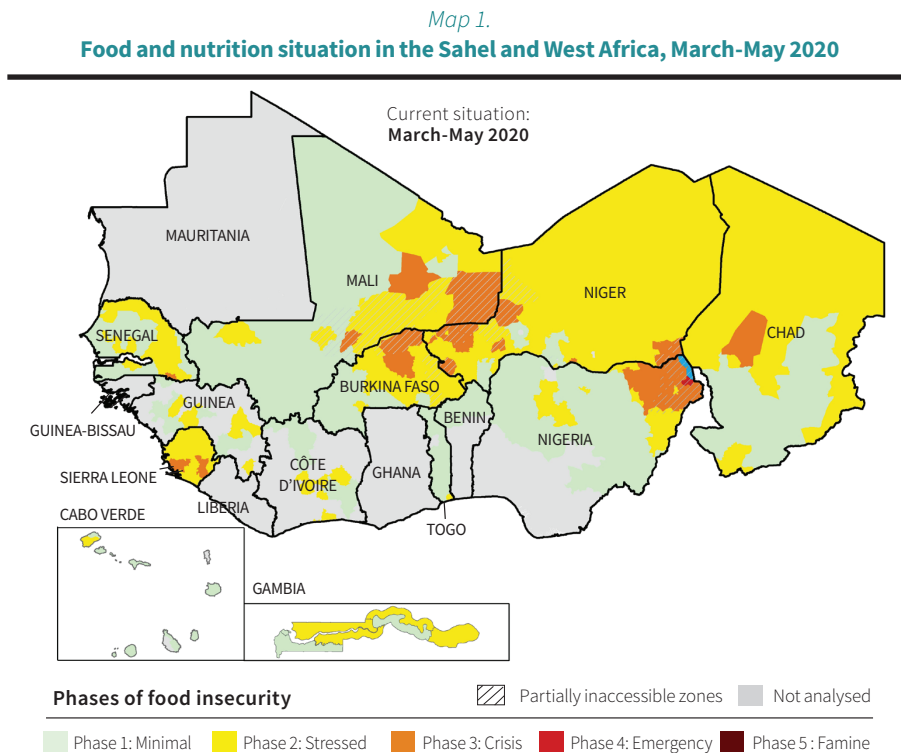 Map 1.
Food and nutrition situation in the Sahel and West Africa, March-May 2020
Current situation:
March-May 2020
MAURITANIA
MALI
NIGER
CHAD
SENEGAL
BURKINA FASO
GUINEA
BENIN
GUINEA-BISSAU
NIGERIA
CÔTE
D'IVOIRE
GHANA
SIERRA LEONE
LIBERIA
TOGO
CABO VERDE
GAMBIA
Phases of food insecurity
Partially inaccessible zones
Not analysed
Phase 1: Minimal
Phase 2: Stressed
Phase 3: Crisis
Phase 4: Emergency
Phase 5 : Famine